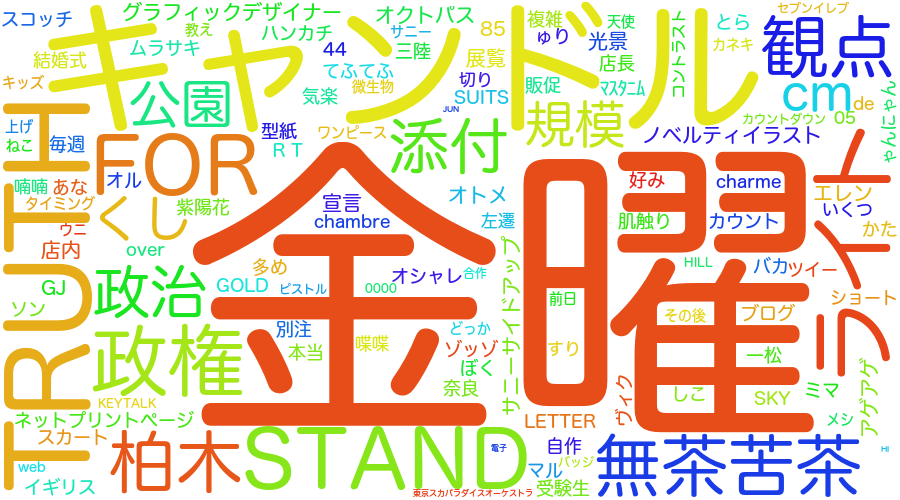 スコッチ
グラフィックデザイナー
オクトパス
複雑
天使
セブンイレブ
教え
ムラサキ
ハンカチ
サニー
85
ゅり
光景
とら
カネキ
結婚式
44
三陸
展覧
店長
コントラスト
観点
キャンドル
キッズ
てふてふ
微生物
切り
販促
マスタニム
公園
気楽
SUITS
cm
de
JUN
カウントダウン
05
にゃこにゃん
上げ
ねこ
毎週
型紙
ワンピース
添付
規模
ノベルティイラスト
TRUTH
FOR
RT
喃喃
あな
オル
金曜
好み
charme
エレン
タイミング
くし
紫陽花
宣言
オトメ
肌触り
カウント
いくつ
ウニ
chambre
左遷
かた
店内
over
サニーサイドアップ
HILL
バカ
ツイー
ライト
多め
オシャレ
合作
GJ
政治
GOLD
ピストル
0000
前日
ショート
ソン
別注
どっか
その後
ブログ
政権
本当
喋喋
ゾッゾ
すり
一松
ぼく
アゲアゲ
奈良
ヴィク
しこ
SKY
ミマ
KEYTALK
ネットプリントページ
LETTER
メシ
スカート
柏木
STAND
電子
自作
無茶苦茶
HI
web
マル
バッジ
イギリス
受験生
東京スカパラダイスオーケストラ